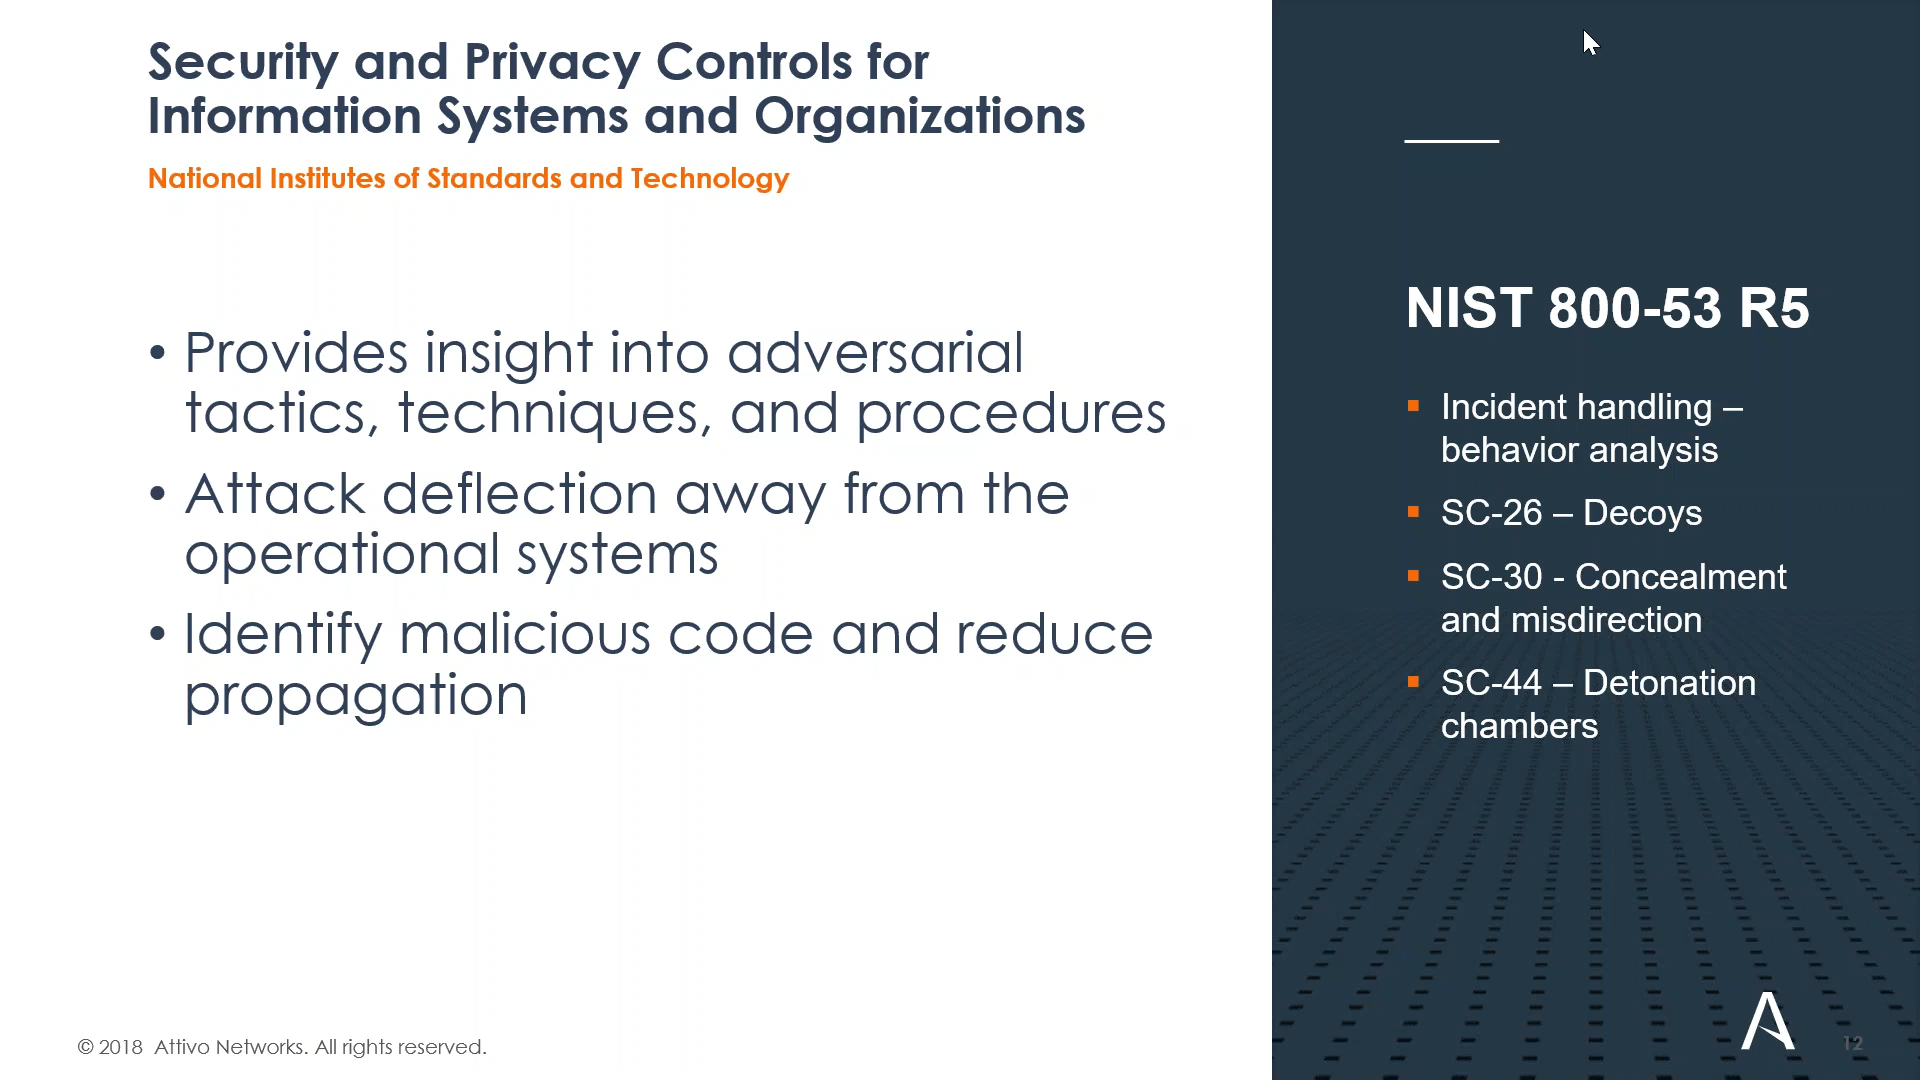 Security and Privacy Controls for
Information Systems and Organizations
National Institutes of Standards and Technology
• Provides insight into adversarial
tactics, techniques, and procedures
• Attack deflection away from the
operational systems
• Identify malicious code and reduce
propagation
NIST 800-53 R5
▪ Incident handling –
behavior analysis
▪ SC-26 – Decoys
▪ SC-30 - Concealment
and misdirection
▪ SC-44 – Detonation
chambers
© 2018 Attivo Networks. All rights reserved.
12